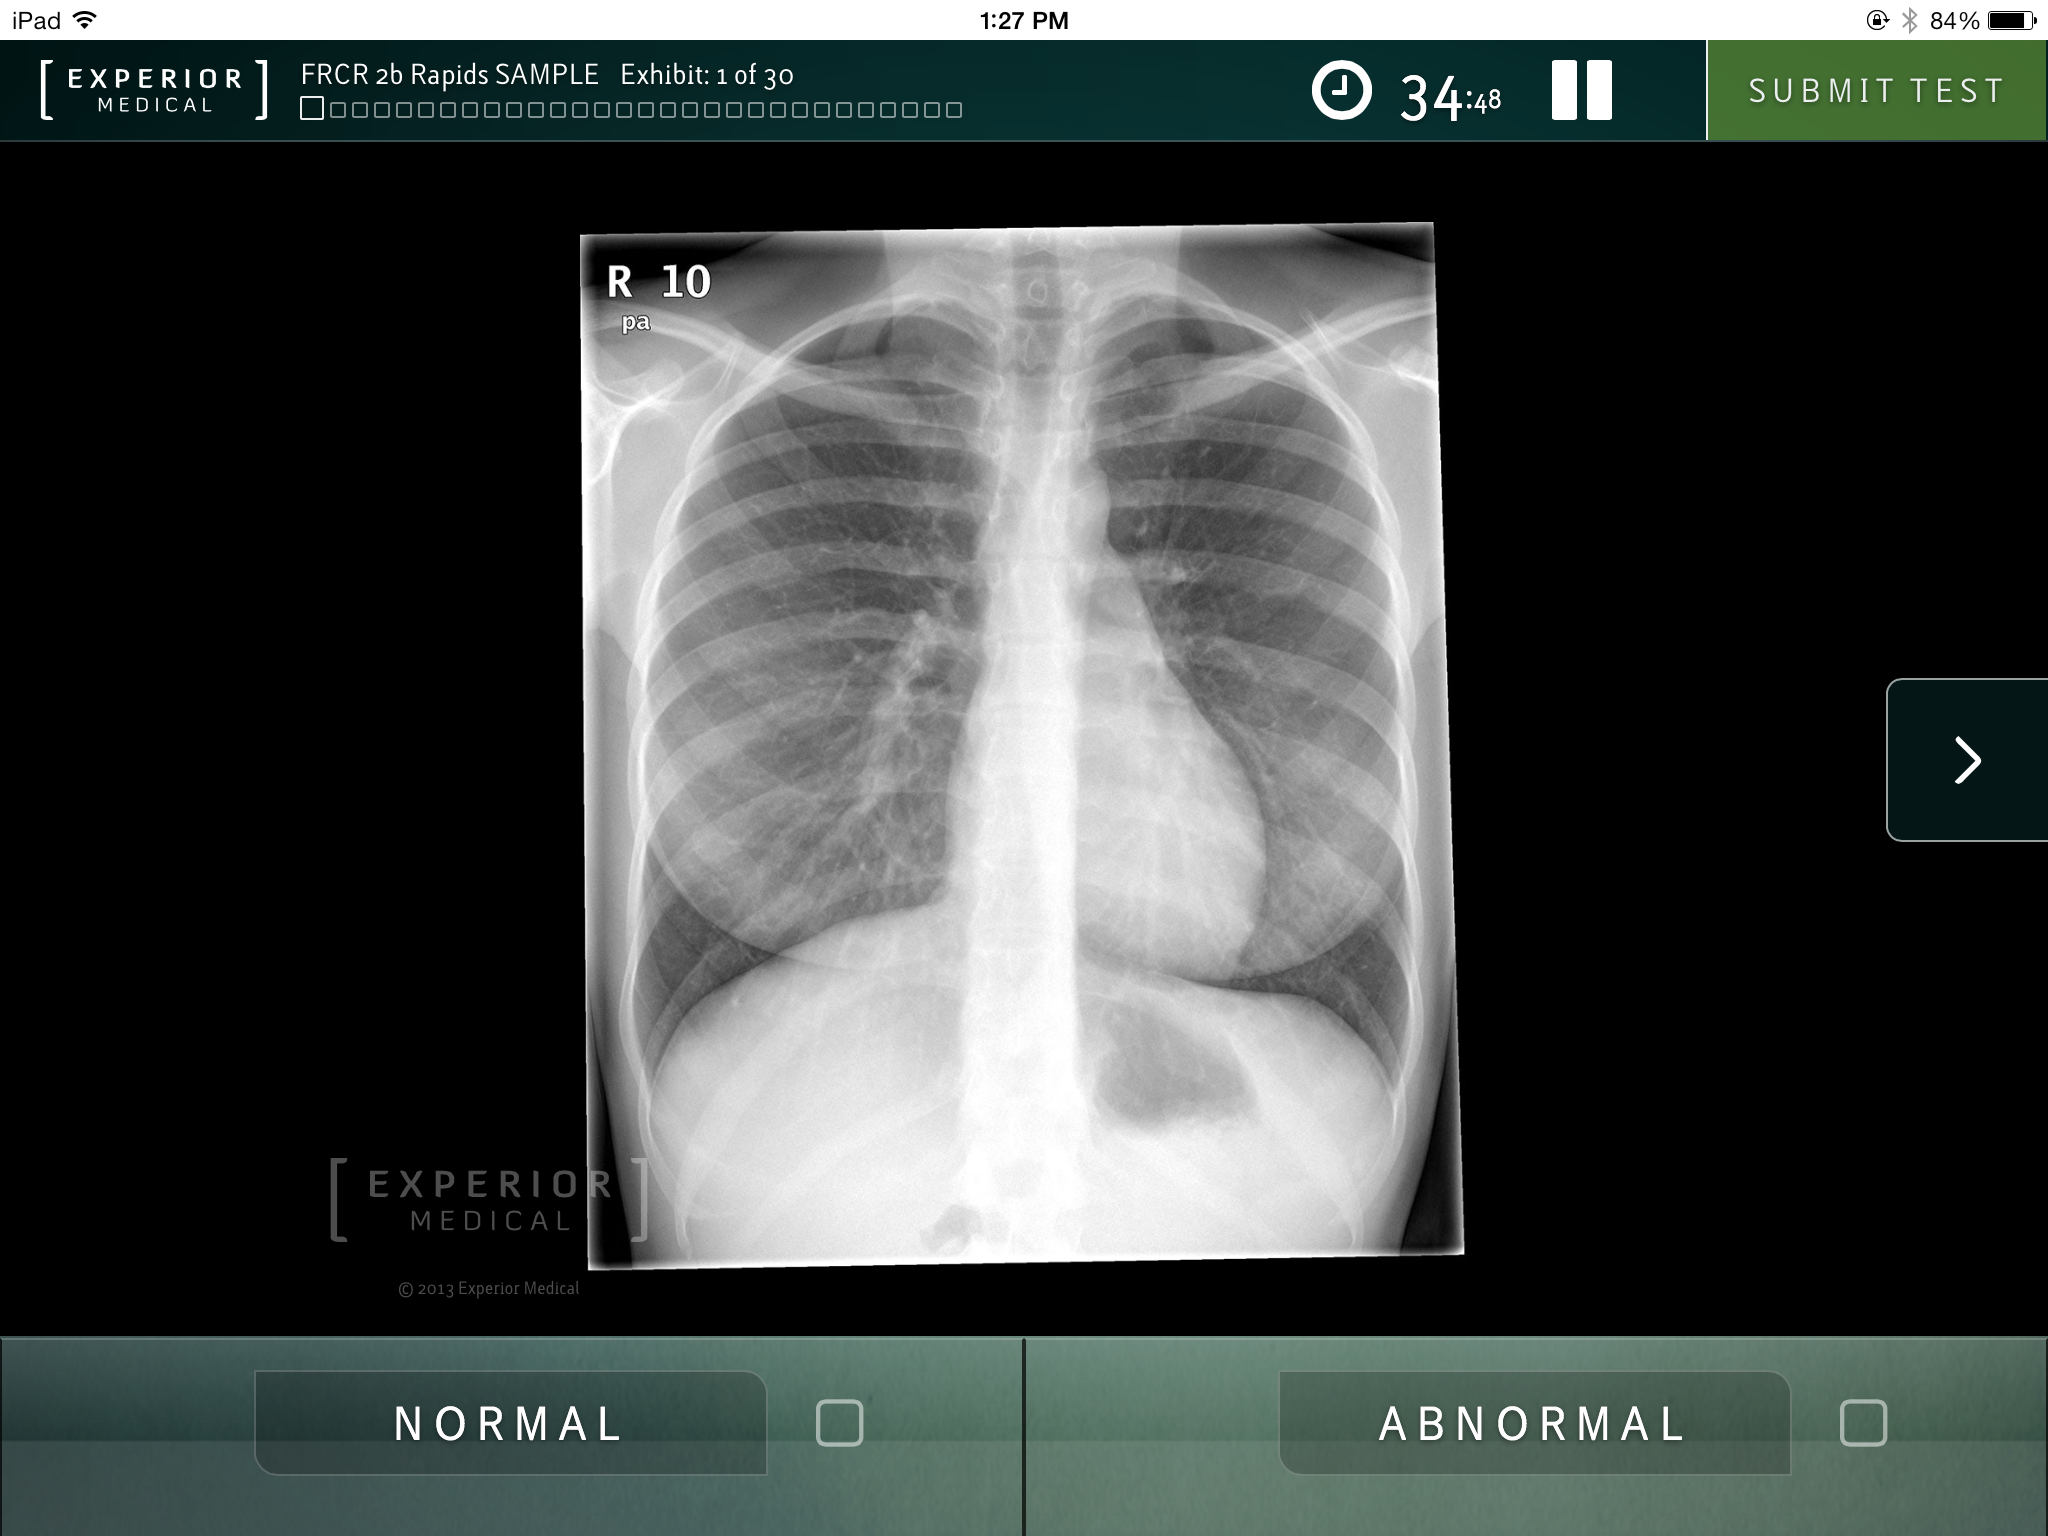 iPad 1:27 PM 84%
EXPERIOR
MEDICAL
FRCR 2b Rapids SAMPLE Exhibit: 1 of 30
34:48
SUBMIT TEST
R 10
pa
EXPERIOR
MEDICAL
© 2013 Experior Medical
NORMAL
ABNORMAL